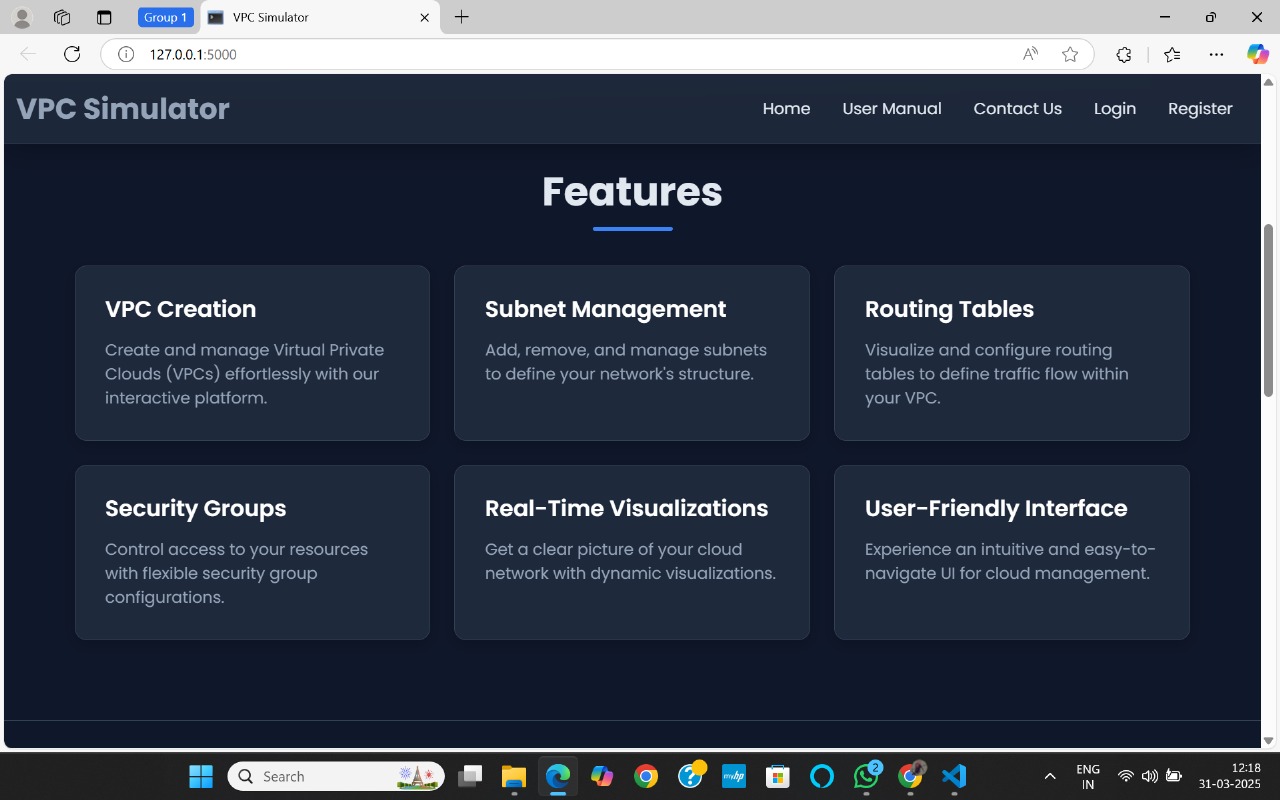 Group 1
VPC Simulator
127.0.0.1:5000
VPC Simulator
Home
User Manual
Contact Us
Login
Register
Features
VPC Creation
Create and manage Virtual Private
Clouds (VPCs) effortlessly with our
interactive platform.
Subnet Management
Add, remove, and manage subnets
to define your network's structure.
Routing Tables
Visualize and configure routing
tables to define traffic flow within
your VPC.
Security Groups
Control access to your resources
with flexible security group
configurations.
Real-Time Visualizations
Get a clear picture of your cloud
network with dynamic visualizations.
User-Friendly Interface
Experience an intuitive and easy-to-
navigate UI for cloud management.
Search
myhp
2
ENG
IN
12:18
31-03-2025